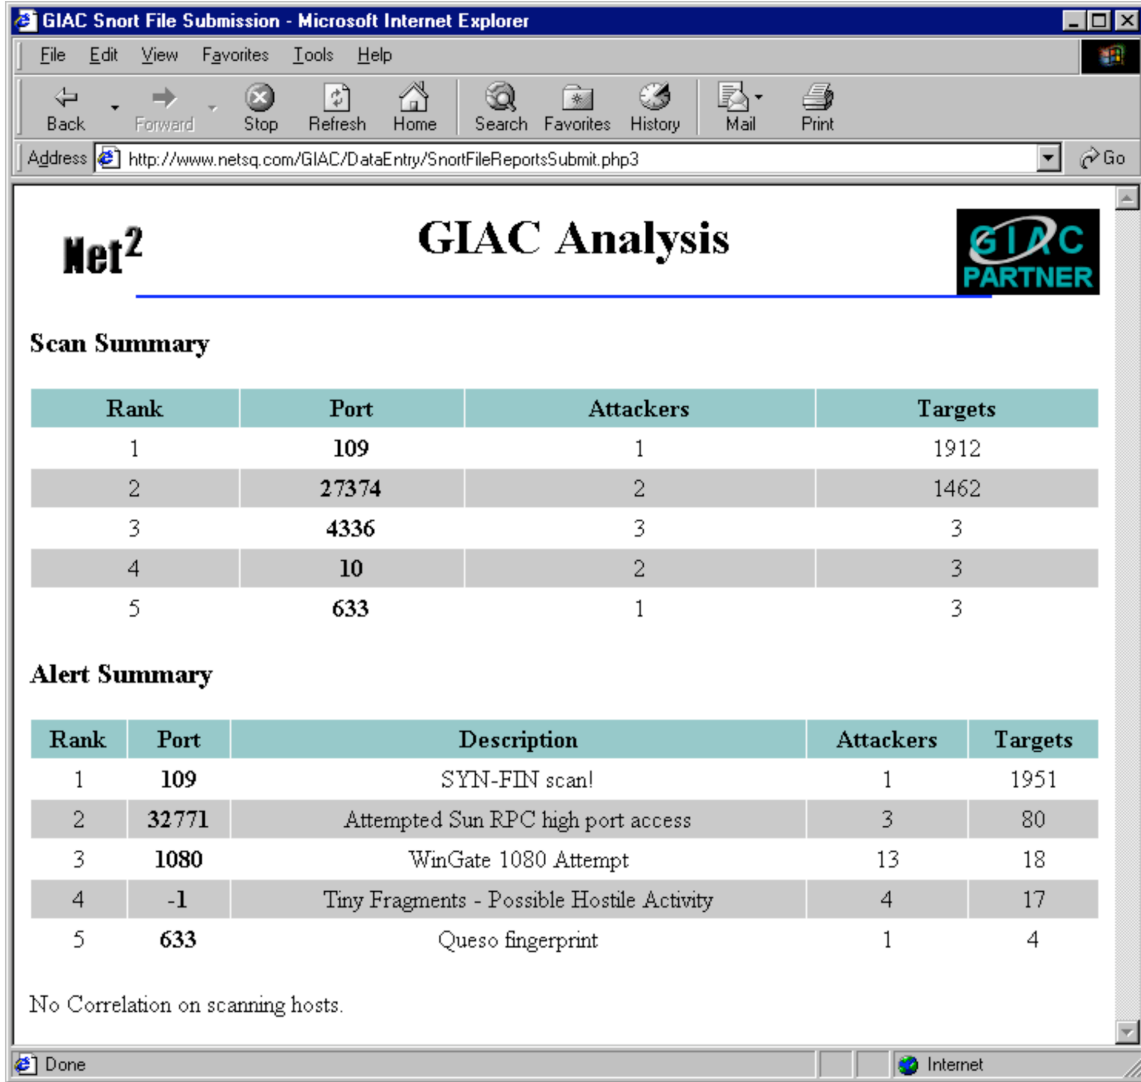 GIAC Snort File Submission - Microsoft Internet Explorer
File Edit View Favorites Tools Help
Back Forward Stop Refresh Home Search Favorites History Mail Print
Address http://www.netsq.com/GIAC/DataEntry/SnortFileReportsSubmit.php3 Go
Net2
GIAC Analysis
GIAC
PARTNER
Scan Summary
Rank Port Attackers Targets
1 109 1 1912
2 27374 2 1462
3 4336 3 3
4 10 2 3
5 633 1 3
Alert Summary
Rank Port Description Attackers Targets
1 109 SYN-FIN scan! 1 1951
2 32771 Attempted Sun RPC high port access 3 80
3 1080 WinGate 1080 Attempt 13 18
4 -1 Tiny Fragments - Possible Hostile Activity 4 17
5 633 Queso fingerprint 1 4
No Correlation on scanning hosts.
Done Internet